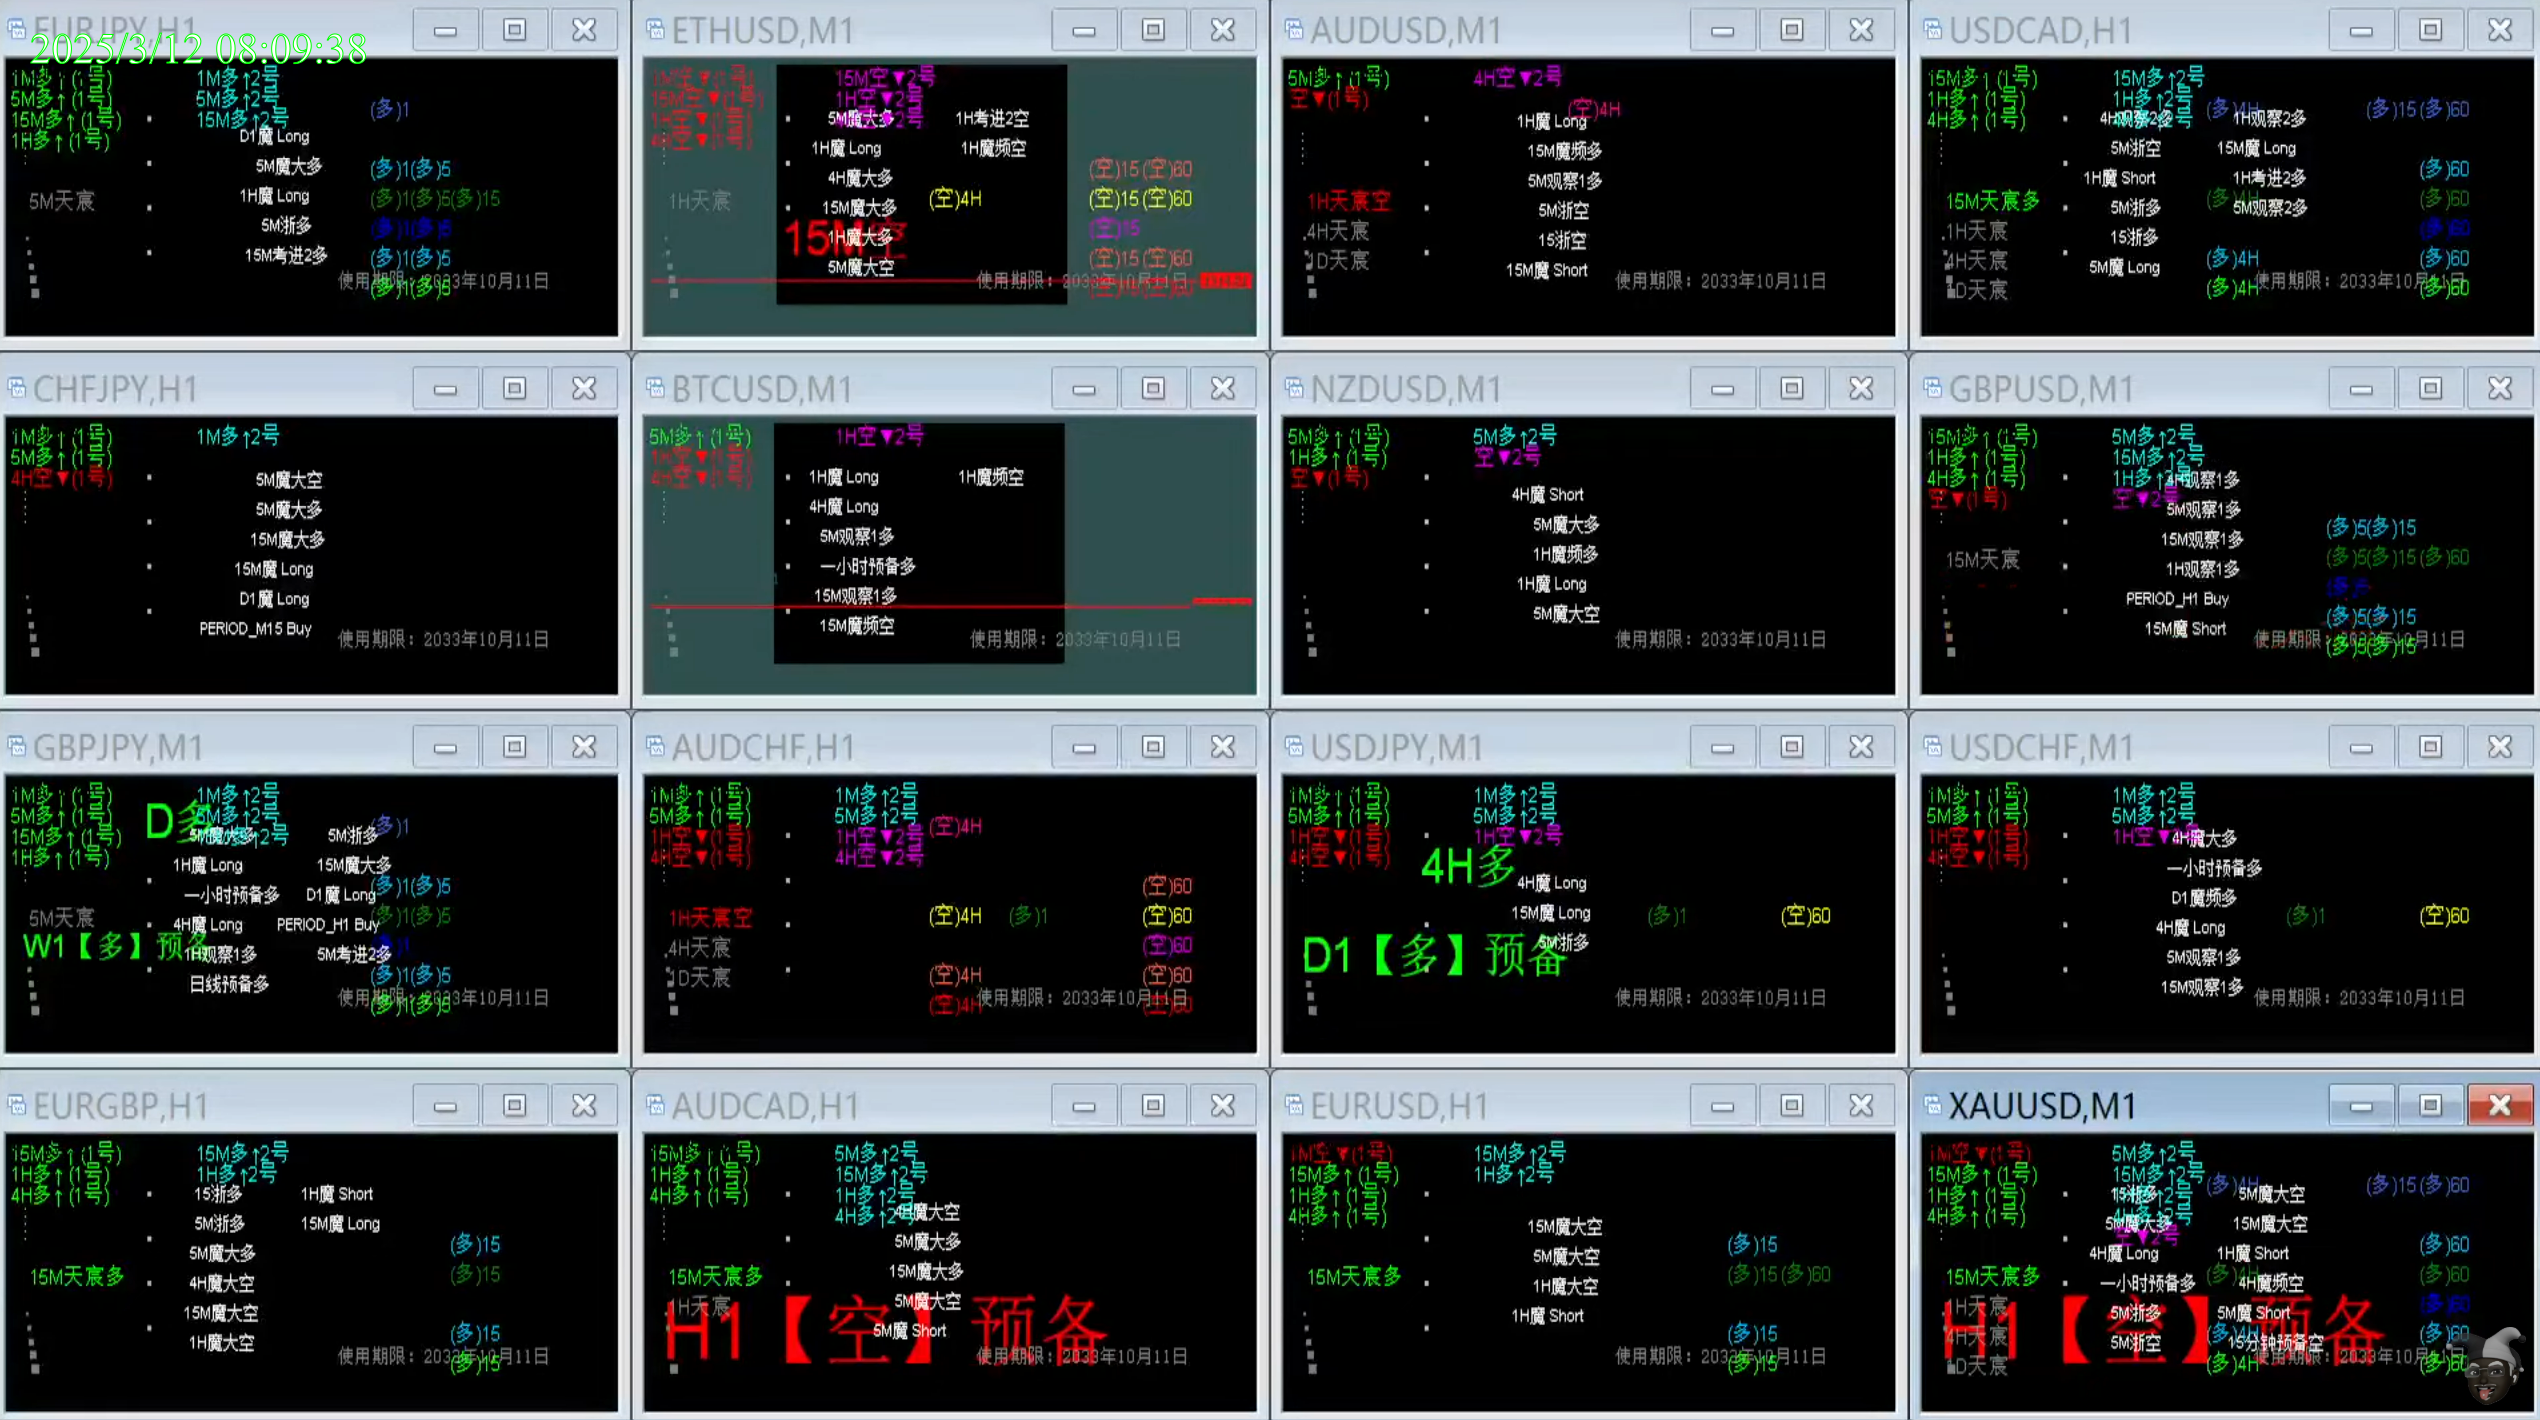 EURJPY,H1
2025/3/12 08:09:38
1M多↑(1号)
5M多↑(1号)
15M多↑(1号)
1H多↑(1号)
1M多↑2号
5M多↑2号
15M多↑2号
D1魔 Long
5M魔大多
1H魔 Long
5M浙多
15M考进2多
5M天宸
(多)1
(多)1(多)5
(多)1(多)5(多)15
(多)1(多)5
(多)1(多)5
(多)1(多)5
使用期限：2033年10月11日
ETHUSD,M1
1M空▼(1号)
15M空▼(1号)
1H空▼(1号)
4H空▼(1号)
15M空▼2号
1H空▼2号
5M魔大多
1H魔 Long
4H魔大多
15M魔大多
1H魔大多
5M魔大空
1H考进2空
1H魔频空
1H天宸
15M空
(空)4H
(空)15(空)60
(空)15(空)60
(空)15
(空)15(空)60
(空)15(空)60
使用期限：2033年10月11日
AUDUSD,M1
5M多↑(1号)
空▼(1号)
4H空▼2号
(空)4H
1H魔 Long
15M魔频多
5M观察1多
5M浙空
15浙空
15M魔 Short
1H天宸空
4H天宸
1D天宸
使用期限：2033年10月11日
USDCAD,H1
15M多↑(1号)
1H多↑(1号)
4H多↑(1号)
15M多↑2号
1H多↑2号
4H观察2多
5M浙空
1H魔 Short
5M浙多
15浙多
5M魔 Long
1H观察2多
15M魔 Long
1H考进2多
5M观察2多
15M天宸多
1H天宸
4H天宸
1D天宸
(多)4H
(多)15(多)60
(多)60
(多)4H
(多)60
(多)60
(多)4H
(多)60
(多)4H
(多)60
使用期限：2033年10月11日
CHFJPY,H1
1M多↑(1号)
5M多↑(1号)
4H空▼(1号)
1M多↑2号
5M魔大空
5M魔大多
15M魔大多
15M魔 Long
D1魔 Long
PERIOD_M15 Buy
使用期限：2033年10月11日
BTCUSD,M1
5M多↑(1号)
1H空▼(1号)
4H空▼(1号)
1H空▼2号
1H魔 Long
4H魔 Long
5M观察1多
一小时预备多
15M观察1多
15M魔频空
1H魔频空
使用期限：2033年10月11日
NZDUSD,M1
5M多↑(1号)
1H多↑(1号)
空▼(1号)
5M多↑2号
空▼2号
4H魔 Short
5M魔大多
1H魔频多
1H魔 Long
5M魔大空
使用期限：2033年10月11日
GBPUSD,M1
15M多↑(1号)
1H多↑(1号)
4H多↑(1号)
空▼(1号)
5M多↑2号
15M多↑2号
1H多↑2号
空▼2号
4H观察1多
5M观察1多
15M观察1多
1H观察1多
PERIOD_H1 Buy
15M魔 Short
15M天宸
(多)5(多)15
(多)5(多)15(多)60
(多)5
(多)5(多)15
(多)5(多)15
使用期限：2033年10月11日
GBPJPY,M1
1M多↑(1号)
5M多↑(1号)
15M多↑(1号)
1H多↑(1号)
D多
1M多↑2号
5M多↑2号
15M多↑2号
5M魔大多
1H魔 Long
一小时预备多
4H魔 Long
1H观察1多
日线预备多
5M浙多
15M魔大多
D1魔 Long
PERIOD_H1 Buy
5M考进2多
5M天宸
W1【多】预备
(多)1
(多)1(多)5
(多)1(多)5
(多)1
(多)1(多)5
(多)1(多)5
使用期限：2033年10月11日
AUDCHF,H1
1M多↑(1号)
5M多↑(1号)
1H空▼(1号)
4H空▼(1号)
1M多↑2号
5M多↑2号
1H空▼2号
4H空▼2号
(空)4H
1H天宸空
4H天宸
1D天宸
(空)60
(空)4H
(多)1
(空)60
(空)60
(空)4H
(空)60
(空)4H
(空)60
使用期限：2033年10月11日
USDJPY,M1
1M多↑(1号)
5M多↑(1号)
1H空▼(1号)
4H空▼(1号)
1M多↑2号
5M多↑2号
1H空▼2号
4H多
4H魔 Long
15M魔 Long
5M浙多
D1【多】预备
(多)1
(空)60
使用期限：2033年10月11日
USDCHF,M1
1M多↑(1号)
5M多↑(1号)
1H空▼(1号)
4H空▼(1号)
1M多↑2号
5M多↑2号
1H空▼2号
4H魔大多
一小时预备多
D1魔频多
4H魔 Long
5M观察1多
15M观察1多
(多)1
(空)60
使用期限：2033年10月11日
EURGBP,H1
15M多↑(1号)
1H多↑(1号)
4H多↑(1号)
15M多↑2号
1H多↑2号
15浙多
5M浙多
5M魔大多
4H魔大空
15M魔大空
1H魔大空
1H魔 Short
15M魔 Long
15M天宸多
(多)15
(多)15
(多)15
(多)15
使用期限：2033年10月11日
AUDCAD,H1
15M多↑(1号)
1H多↑(1号)
4H多↑(1号)
5M多↑2号
15M多↑2号
1H多↑2号
4H多↑2号
4H魔大空
5M魔大多
15M魔大多
5M魔大空
5M魔 Short
15M天宸多
1H天宸
H1【空】预备
使用期限：2033年10月11日
EURUSD,H1
1M空▼(1号)
15M多↑(1号)
1H多↑(1号)
4H多↑(1号)
15M多↑2号
1H多↑2号
15M魔大空
5M魔大空
1H魔大空
1H魔 Short
15M天宸多
(多)15
(多)15(多)60
(多)15
(多)15
使用期限：2033年10月11日
XAUUSD,M1
1M空▼(1号)
15M多↑(1号)
1H多↑(1号)
4H多↑(1号)
5M多↑2号
15M多↑2号
空▼2号
15浙多
5M魔大多
4H魔 Long
一小时预备多
5M浙多
5M浙空
5M魔大空
15M魔大空
1H魔 Short
4H魔频空
5M魔 Short
15分钟预备空
15M天宸多
1H天宸
4H天宸
1D天宸
H1【空】预备
(多)4H
(多)15(多)60
(多)60
(多)4H
(多)60
(多)60
(多)4H
(多)60
(多)4H
(多)60
使用期限：2033年10月11日